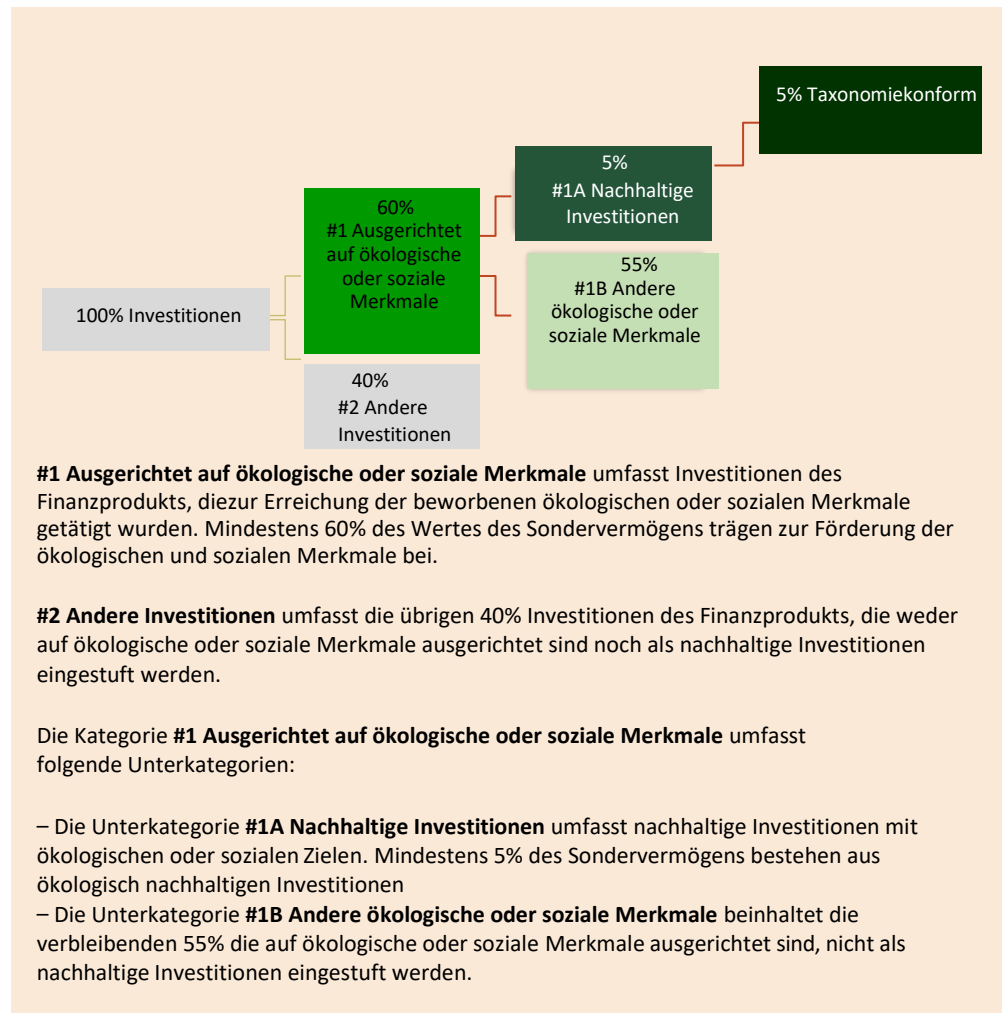 5% Taxonomiekonform
5%
#1A Nachhaltige
Investitionen
60%
#1 Ausgerichtet
auf ökologische
oder soziale
Merkmale
55%
#1B Andere
ökologische oder
soziale Merkmale
100% Investitionen
40%
#2 Andere
Investitionen
#1 Ausgerichtet auf ökologische oder soziale Merkmale umfasst Investitionen des
Finanzprodukts, diezur Erreichung der beworbenen ökologischen oder sozialen Merkmale
getätigt wurden. Mindestens 60% des Wertes des Sondervermögens trägen zur Förderung der
ökologischen und sozialen Merkmale bei.
#2 Andere Investitionen umfasst die übrigen 40% Investitionen des Finanzprodukts, die weder
auf ökologische oder soziale Merkmale ausgerichtet sind noch als nachhaltige Investitionen
eingestuft werden.
Die Kategorie #1 Ausgerichtet auf ökologische oder soziale Merkmale umfasst
folgende Unterkategorien:
– Die Unterkategorie #1A Nachhaltige Investitionen umfasst nachhaltige Investitionen mit
ökologischen oder sozialen Zielen. Mindestens 5% des Sondervermögens bestehen aus
ökologisch nachhaltigen Investitionen
– Die Unterkategorie #1B Andere ökologische oder soziale Merkmale beinhaltet die
verbleibenden 55% die auf ökologische oder soziale Merkmale ausgerichtet sind, nicht als
nachhaltige Investitionen eingestuft werden.